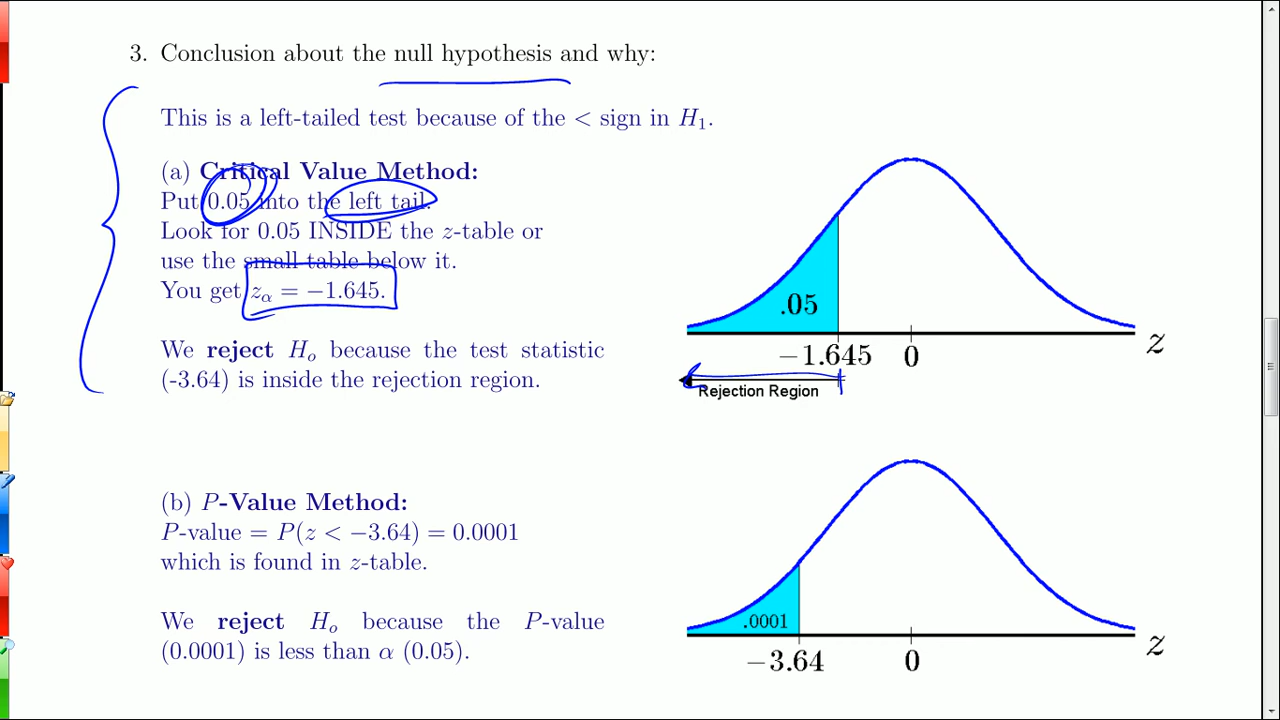 3. Conclusion about the null hypothesis and why:
This is a left-tailed test because of the < sign in H₁.
(a) Critical Value Method:
Put 0.05 into the left tail.
Look for 0.05 INSIDE the z-table or
use the small table below it.
You get zα = −1.645.
We reject Hₒ because the test statistic
(-3.64) is inside the rejection region.
.05
−1.645 0
z
Rejection Region
(b) P-Value Method:
P-value = P(z < −3.64) = 0.0001
which is found in z-table.
We reject Hₒ because the P-value
(0.0001) is less than α (0.05).
.0001
−3.64 0
z